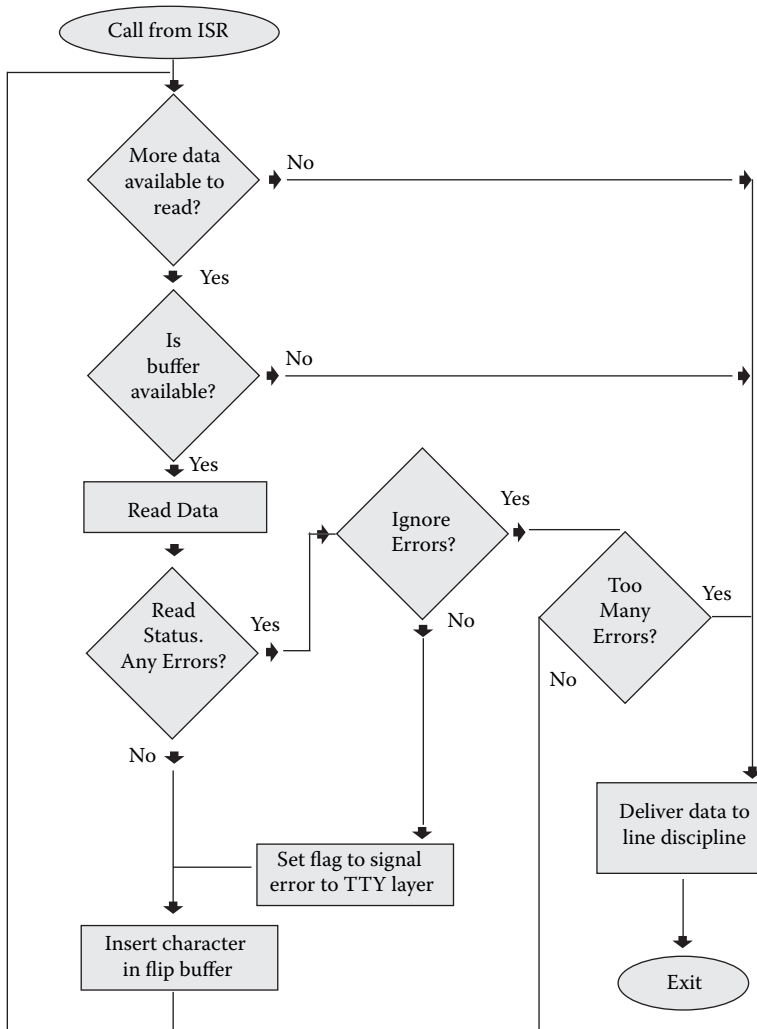 Call from ISR
More data
available to
read?
No
Yes
Is
buffer
available?
No
Yes
Read Data
Ignore
Errors?
Yes
No
Read
Status.
Any Errors?
Yes
No
Too
Many
Errors?
Yes
No
Set flag to signal
error to TTY layer
Deliver data to
line discipline
Insert character
in flip buffer
Exit